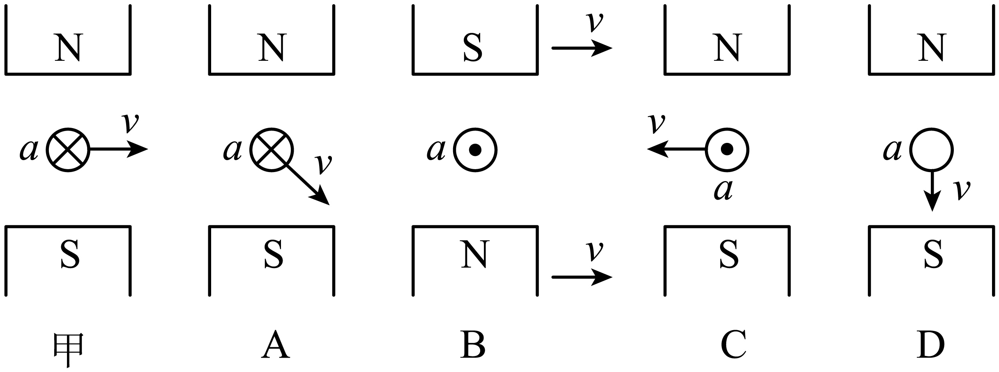 N N S v N N
a v a v a v a a v
S S N v S S
甲 A B C D